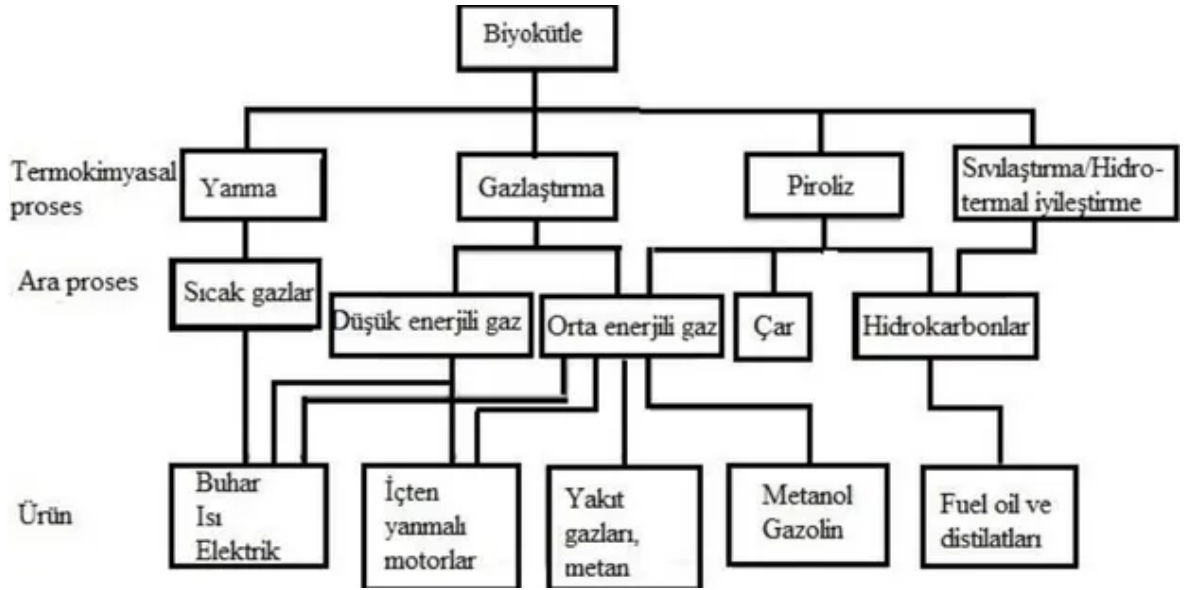 Biyokütle
Termokimyasal
proses
Yanma
Gazlaştırma
Piroliz
Sıvılaştırma/Hidro-
termal iyileştirme
Ara proses
Sıcak gazlar
Düşük enerjili gaz
Orta enerjili gaz
Çar
Hidrokarbonlar
Ürün
Buhar
Isı
Elektrik
İçten
yanmalı
motorlar
Yakıt
gazları,
metan
Metanol
Gazolin
Fuel oil ve
distilatları